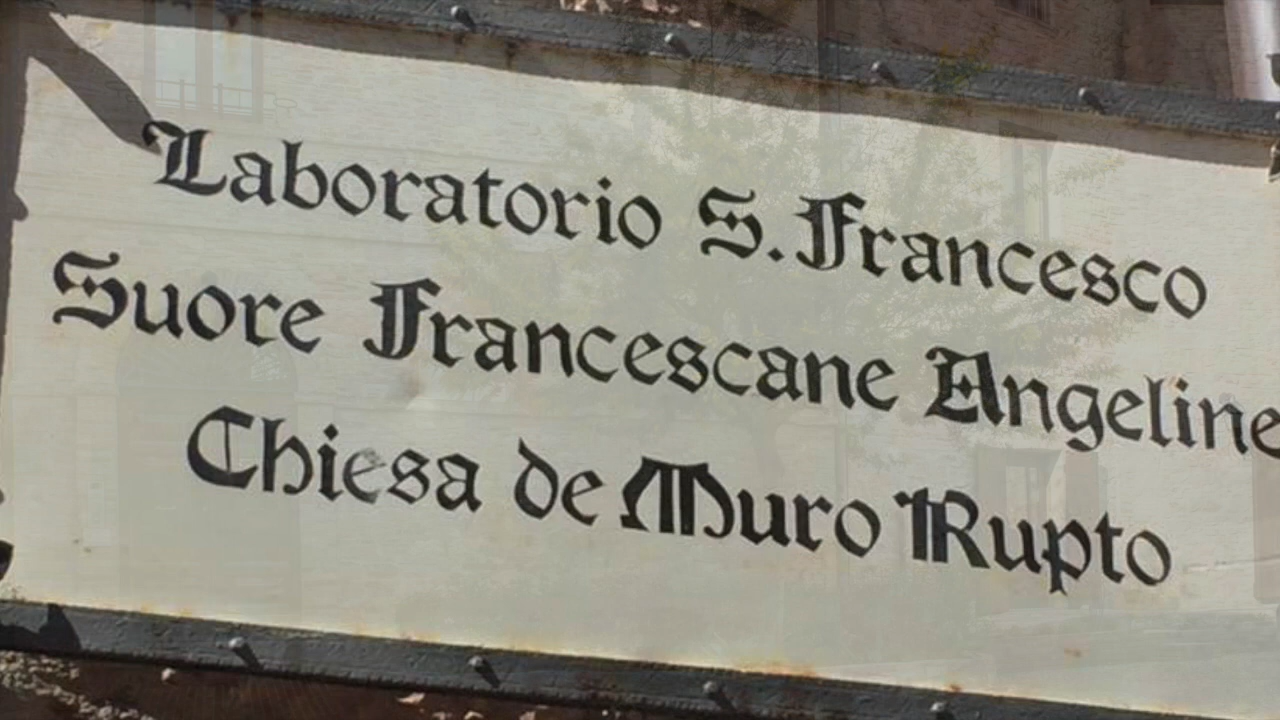 Laboratorio S. Francesco
Suore Francescane Angeline
Chiesa de Muro Rupto